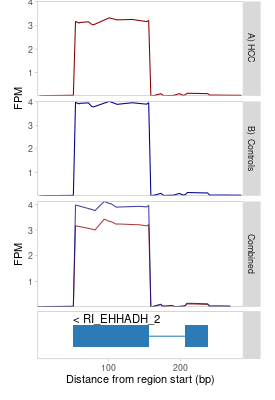 4
3
2
1
A) HCC
FPM
4
3
2
1
B) Controls
4
3
2
1
Combined
FPM
< RI_EHHADH_2
100
200
Distance from region start (bp)